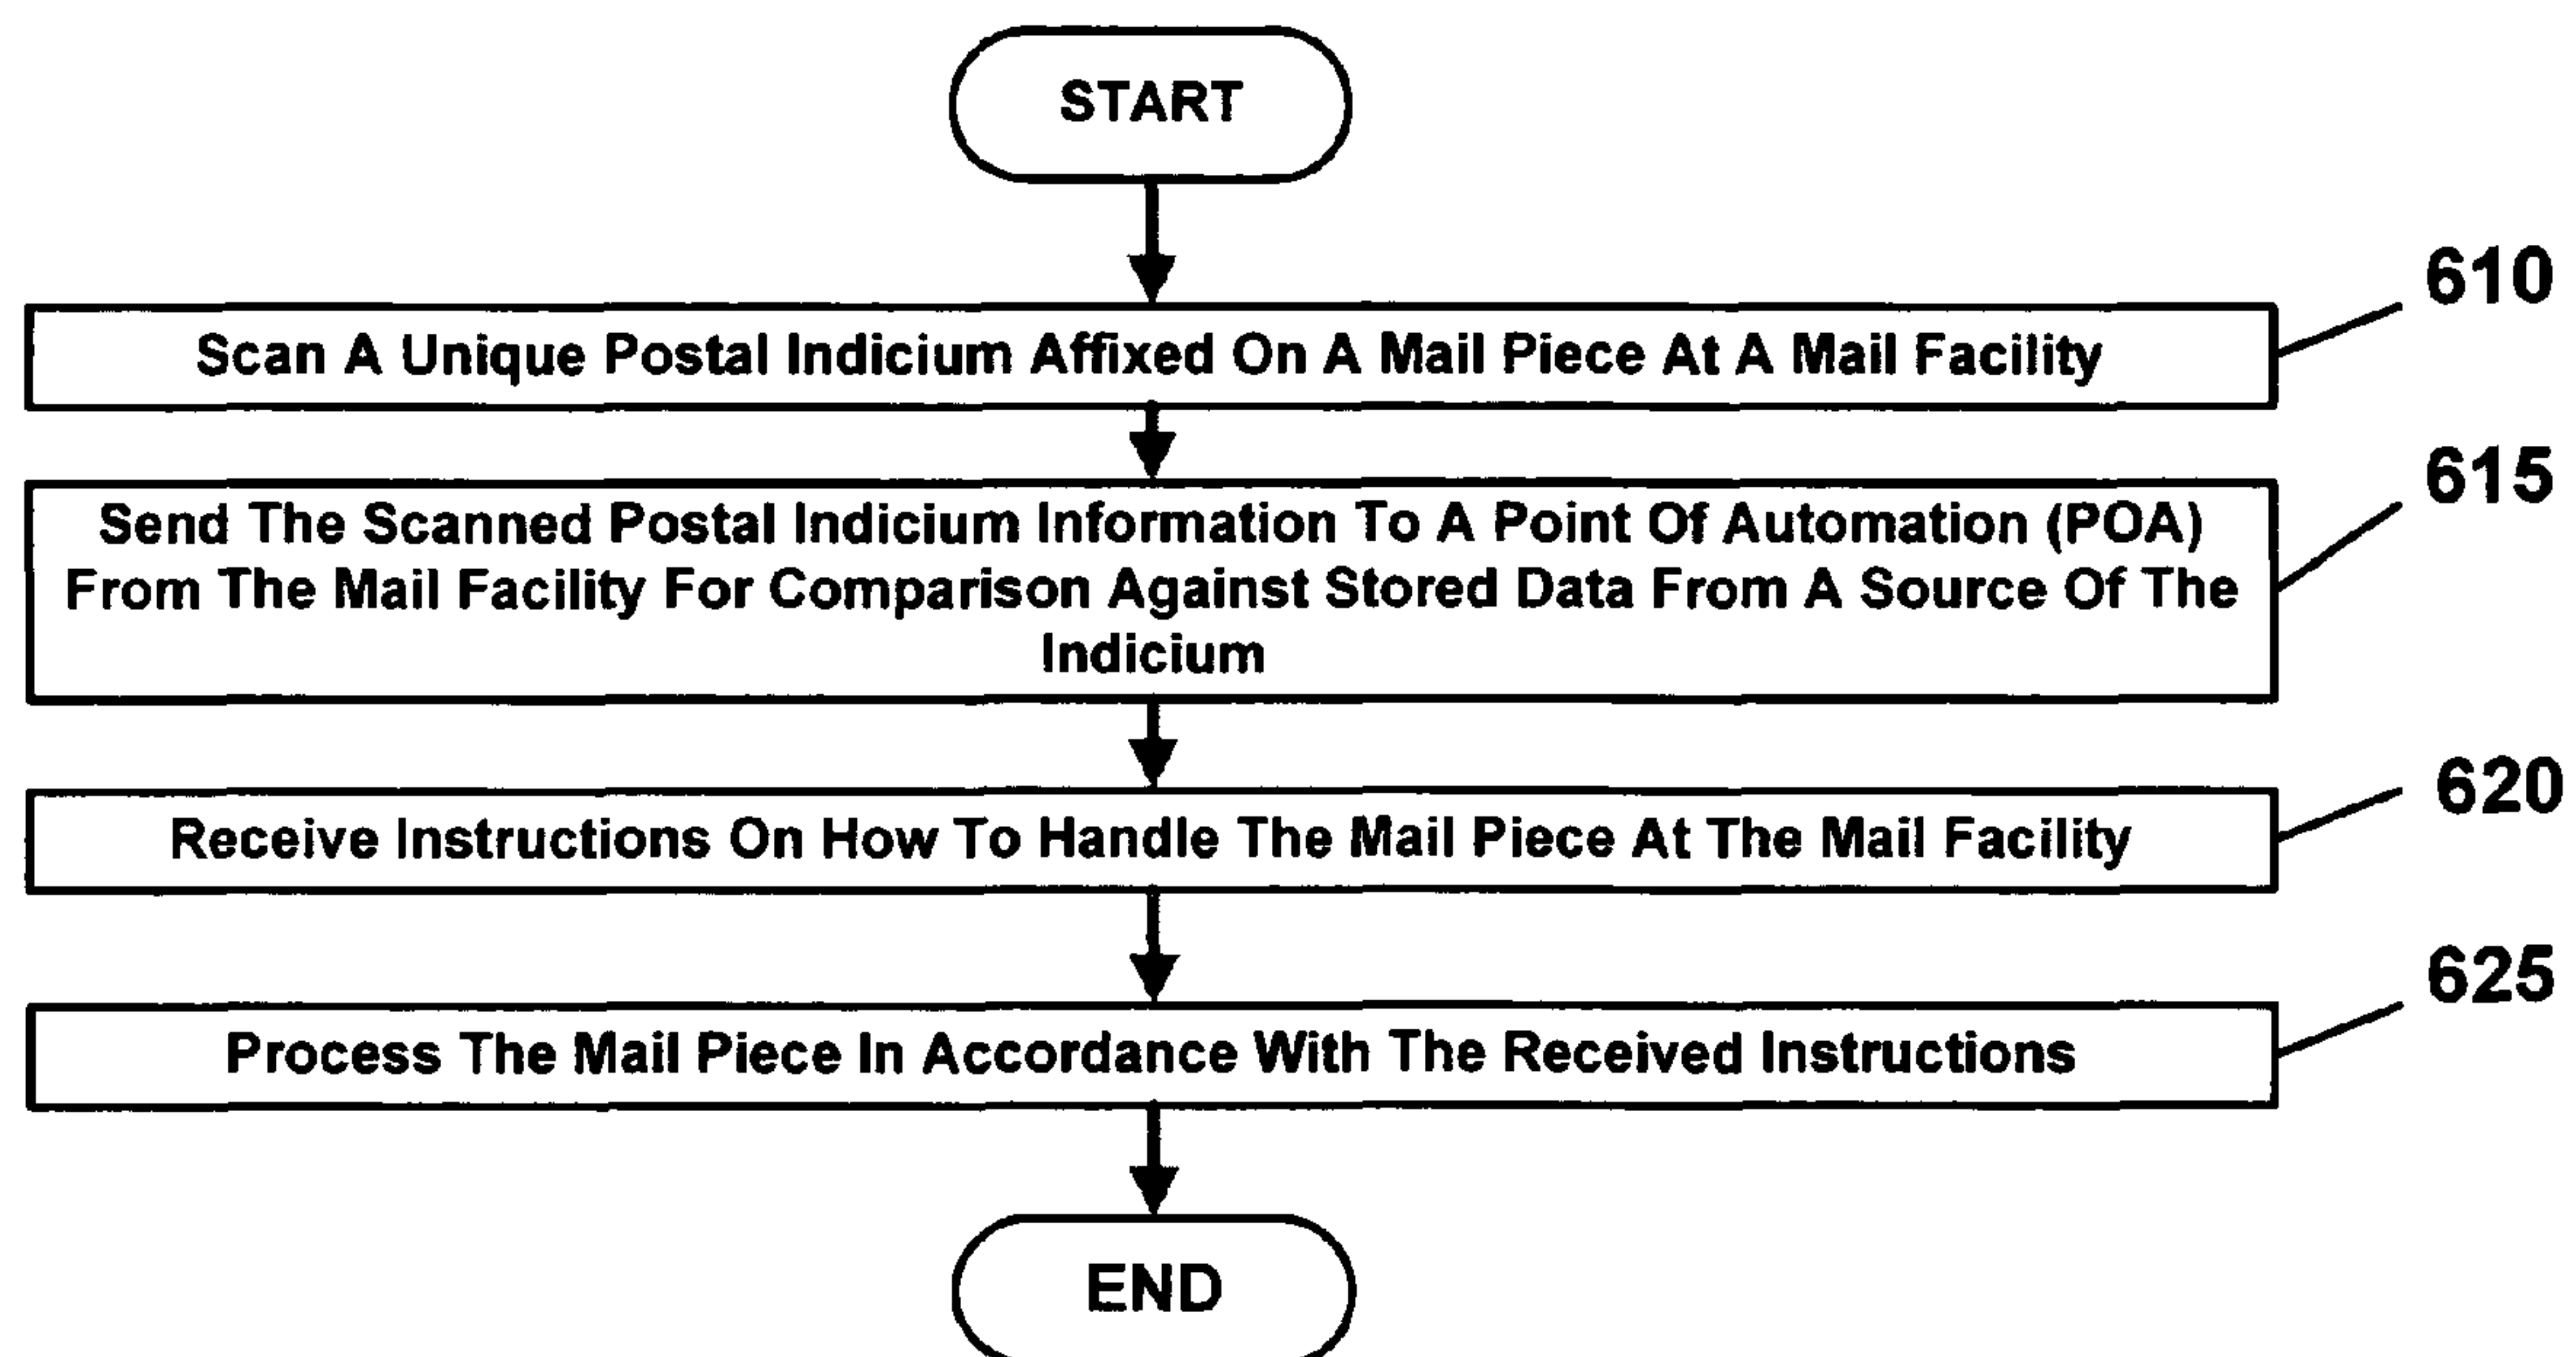 START
610
Scan A Unique Postal Indicium Affixed On A Mail Piece At A Mail Facility
615
Send The Scanned Postal Indicium Information To A Point Of Automation (POA)
From The Mail Facility For Comparison Against Stored Data From A Source Of The
Indicium
620
Receive Instructions On How To Handle The Mail Piece At The Mail Facility
625
Process The Mail Piece In Accordance With The Received Instructions
END